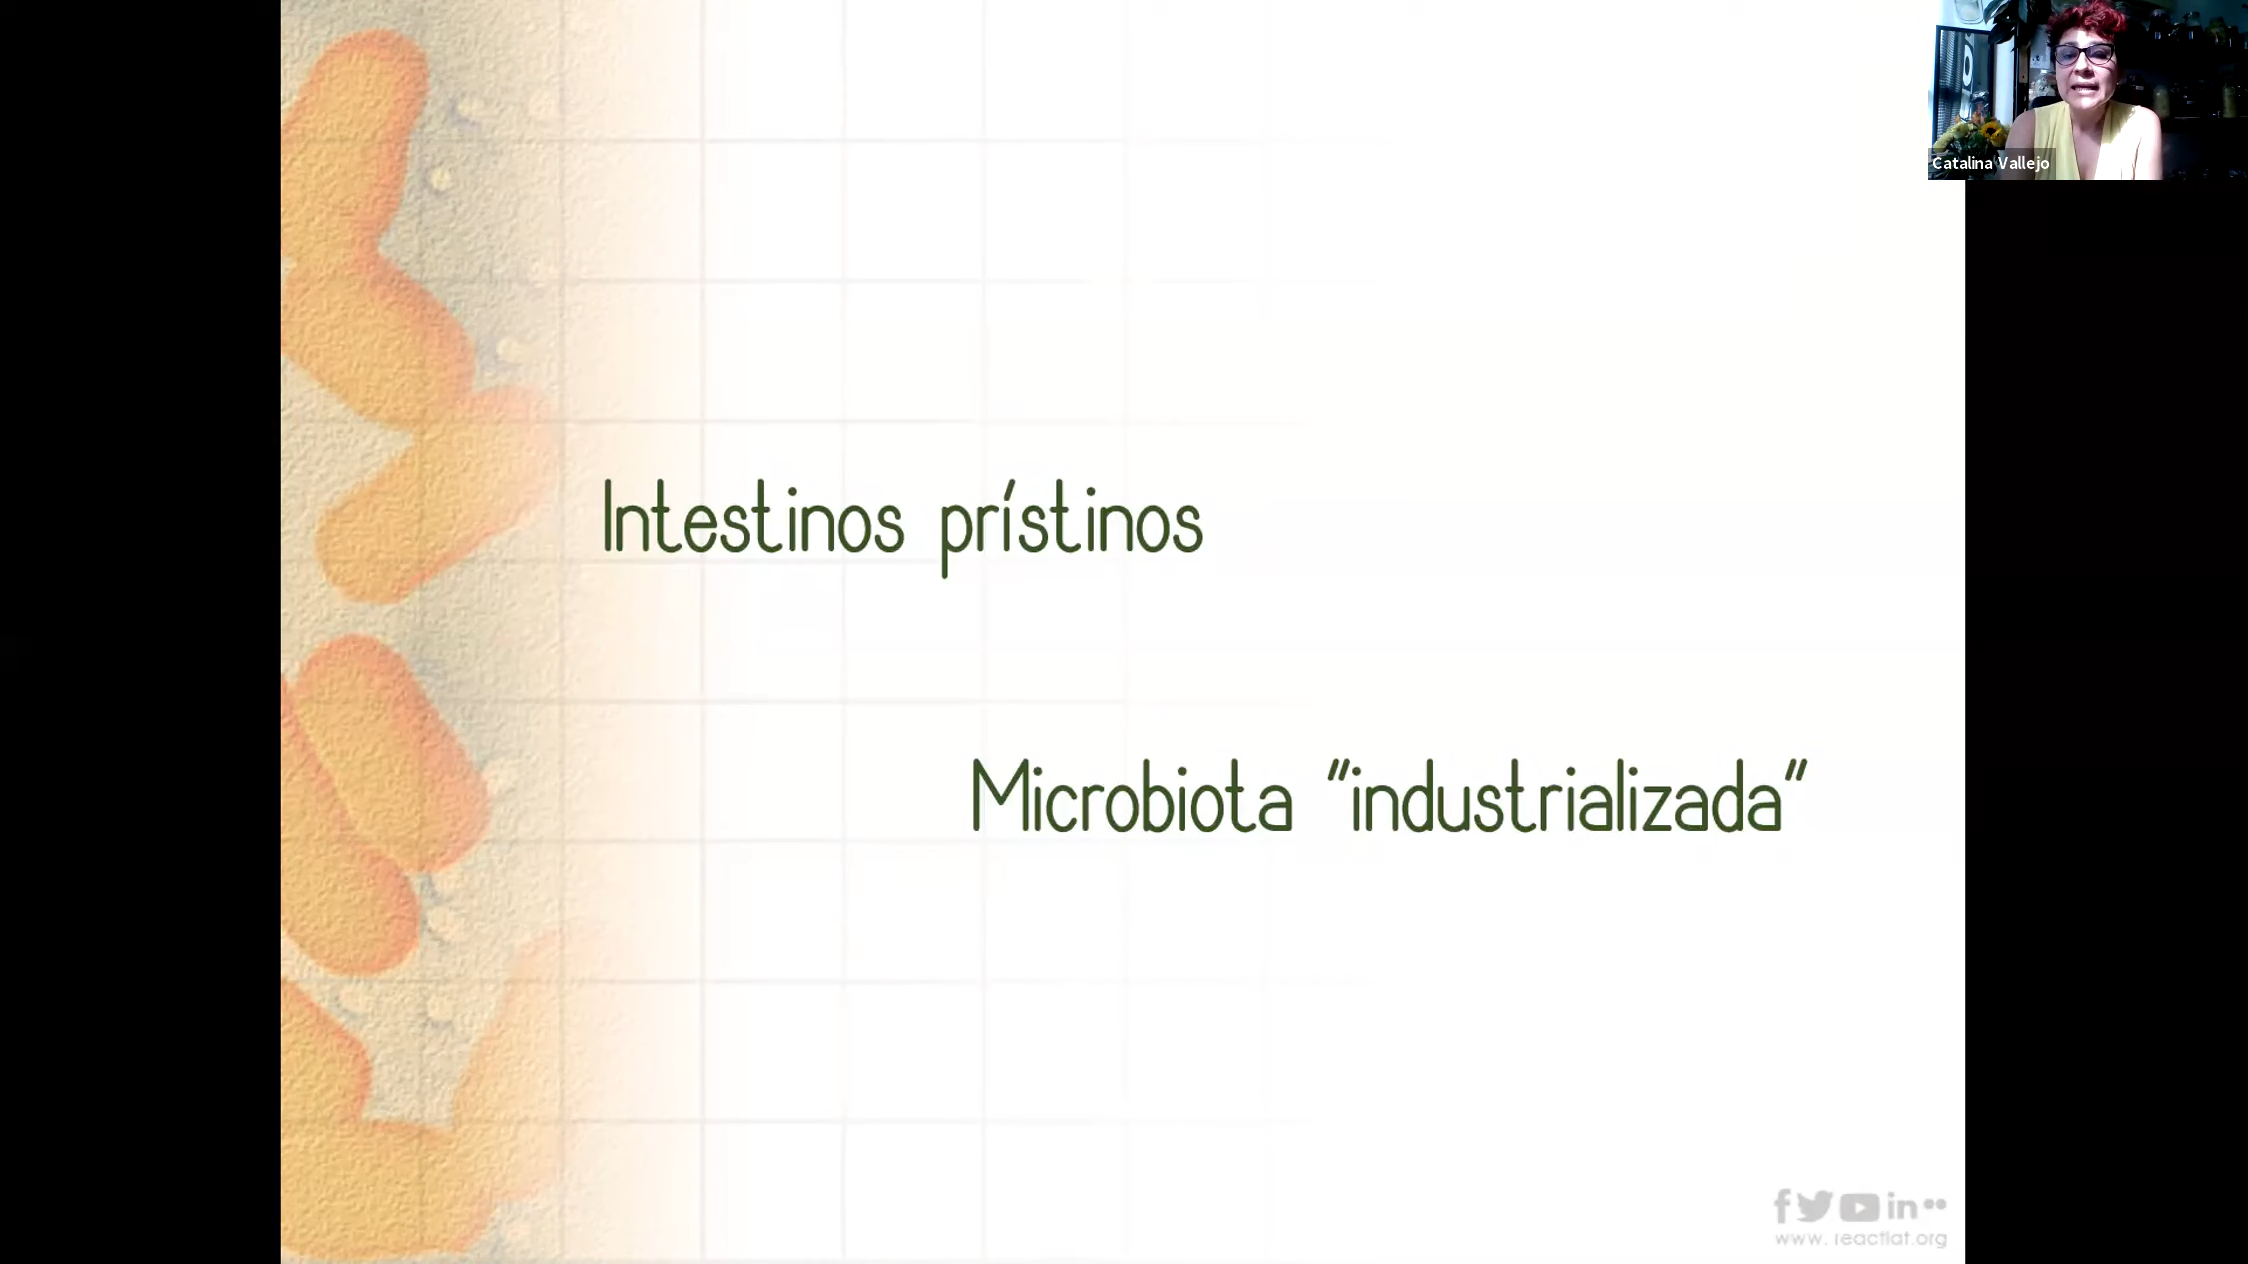 Catalina Vallejo
Intestinos prístinos
Microbiota "industrializada"
www. reactlat.org